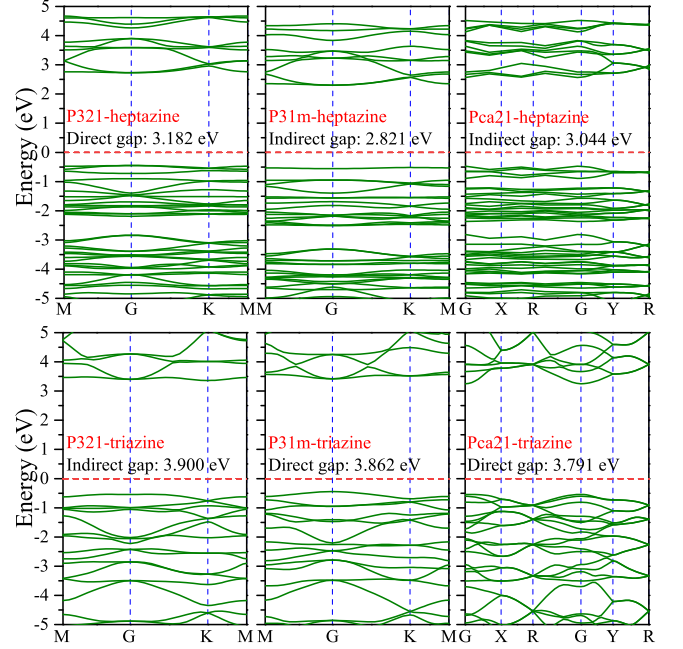 5
4
3
2
1
0
-1
-2
-3
-4
-5
Energy (eV)
P321-heptazine
Direct gap: 3.182 eV
P31m-heptazine
Indirect gap: 2.821 eV
Pca21-heptazine
Indirect gap: 3.044 eV
M G K M
M G K M
G X R G Y R
5
4
3
2
1
0
-1
-2
-3
-4
-5
Energy (eV)
P321-triazine
Indirect gap: 3.900 eV
P31m-triazine
Direct gap: 3.862 eV
Pca21-triazine
Direct gap: 3.791 eV
M G K M
M G K M
G X R G Y R